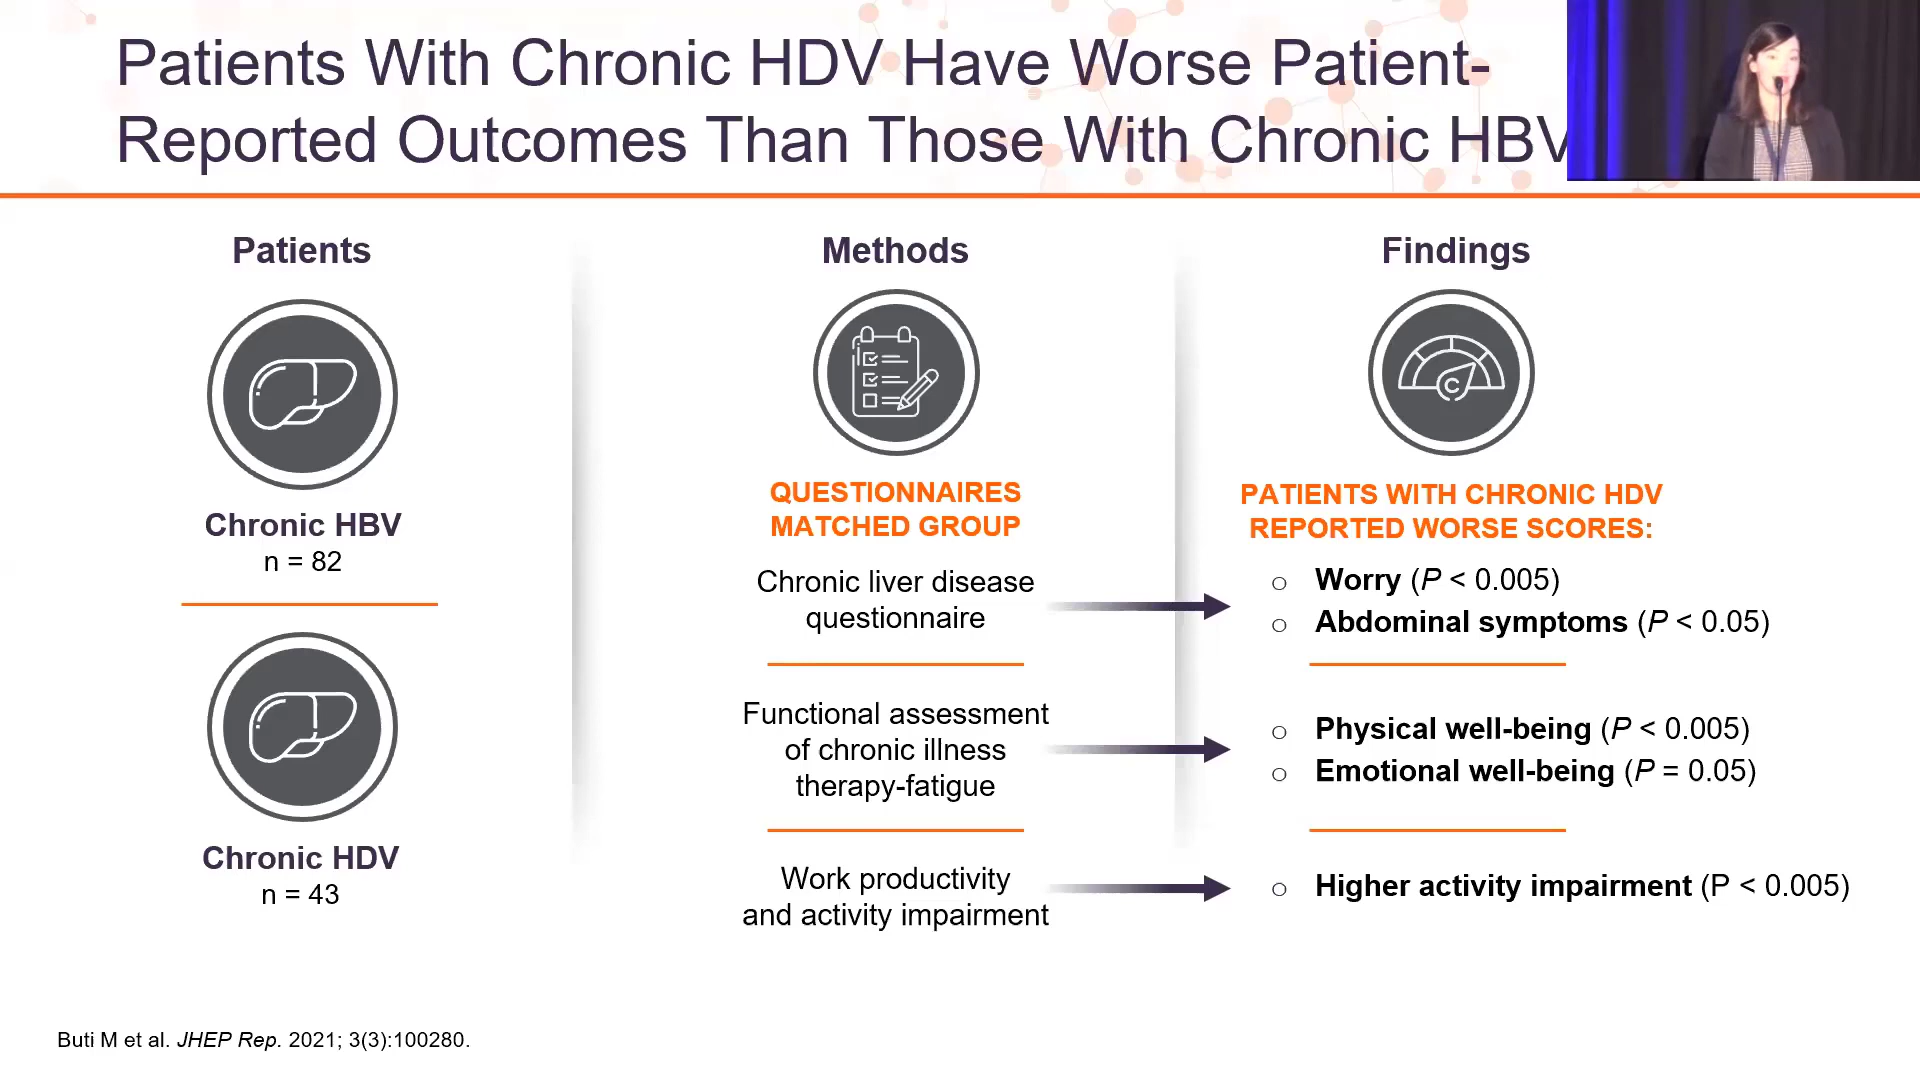 Patients With Chronic HDV Have Worse Patient-
Reported Outcomes Than Those With Chronic HBV
Patients
Chronic HBV
n = 82
Chronic HDV
n = 43
Methods
QUESTIONNAIRES
MATCHED GROUP
Chronic liver disease
questionnaire
Functional assessment
of chronic illness
therapy-fatigue
Work productivity
and activity impairment
Findings
C
PATIENTS WITH CHRONIC HDV
REPORTED WORSE SCORES:
○ Worry (P < 0.005)
○ Abdominal symptoms (P < 0.05)
○ Physical well-being (P < 0.005)
○ Emotional well-being (P = 0.05)
○ Higher activity impairment (P < 0.005)
Buti M et al. JHEP Rep. 2021; 3(3):100280.